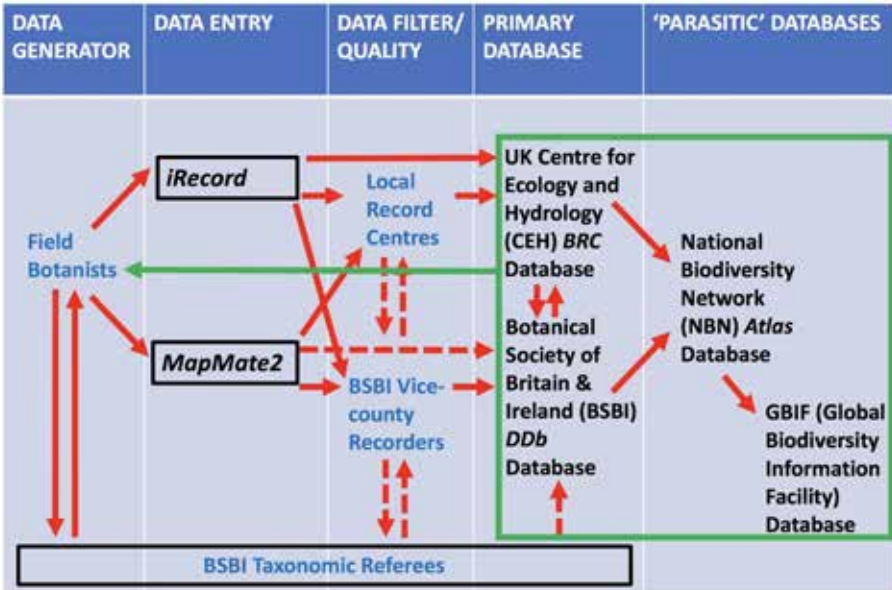 DATA
GENERATOR
DATA ENTRY
DATA FILTER/
QUALITY
PRIMARY
DATABASE
‘PARASITIC’ DATABASES
Field
Botanists
iRecord
MapMate2
Local
Record
Centres
BSBI Vice-
county
Recorders
UK Centre for
Ecology and
Hydrology
(CEH) BRC
Database
Botanical
Society of
Britain &
Ireland (BSBI)
DDb
Database
National
Biodiversity
Network
(NBN) Atlas
Database
GBIF (Global
Biodiversity
Information
Facility)
Database
BSBI Taxonomic Referees